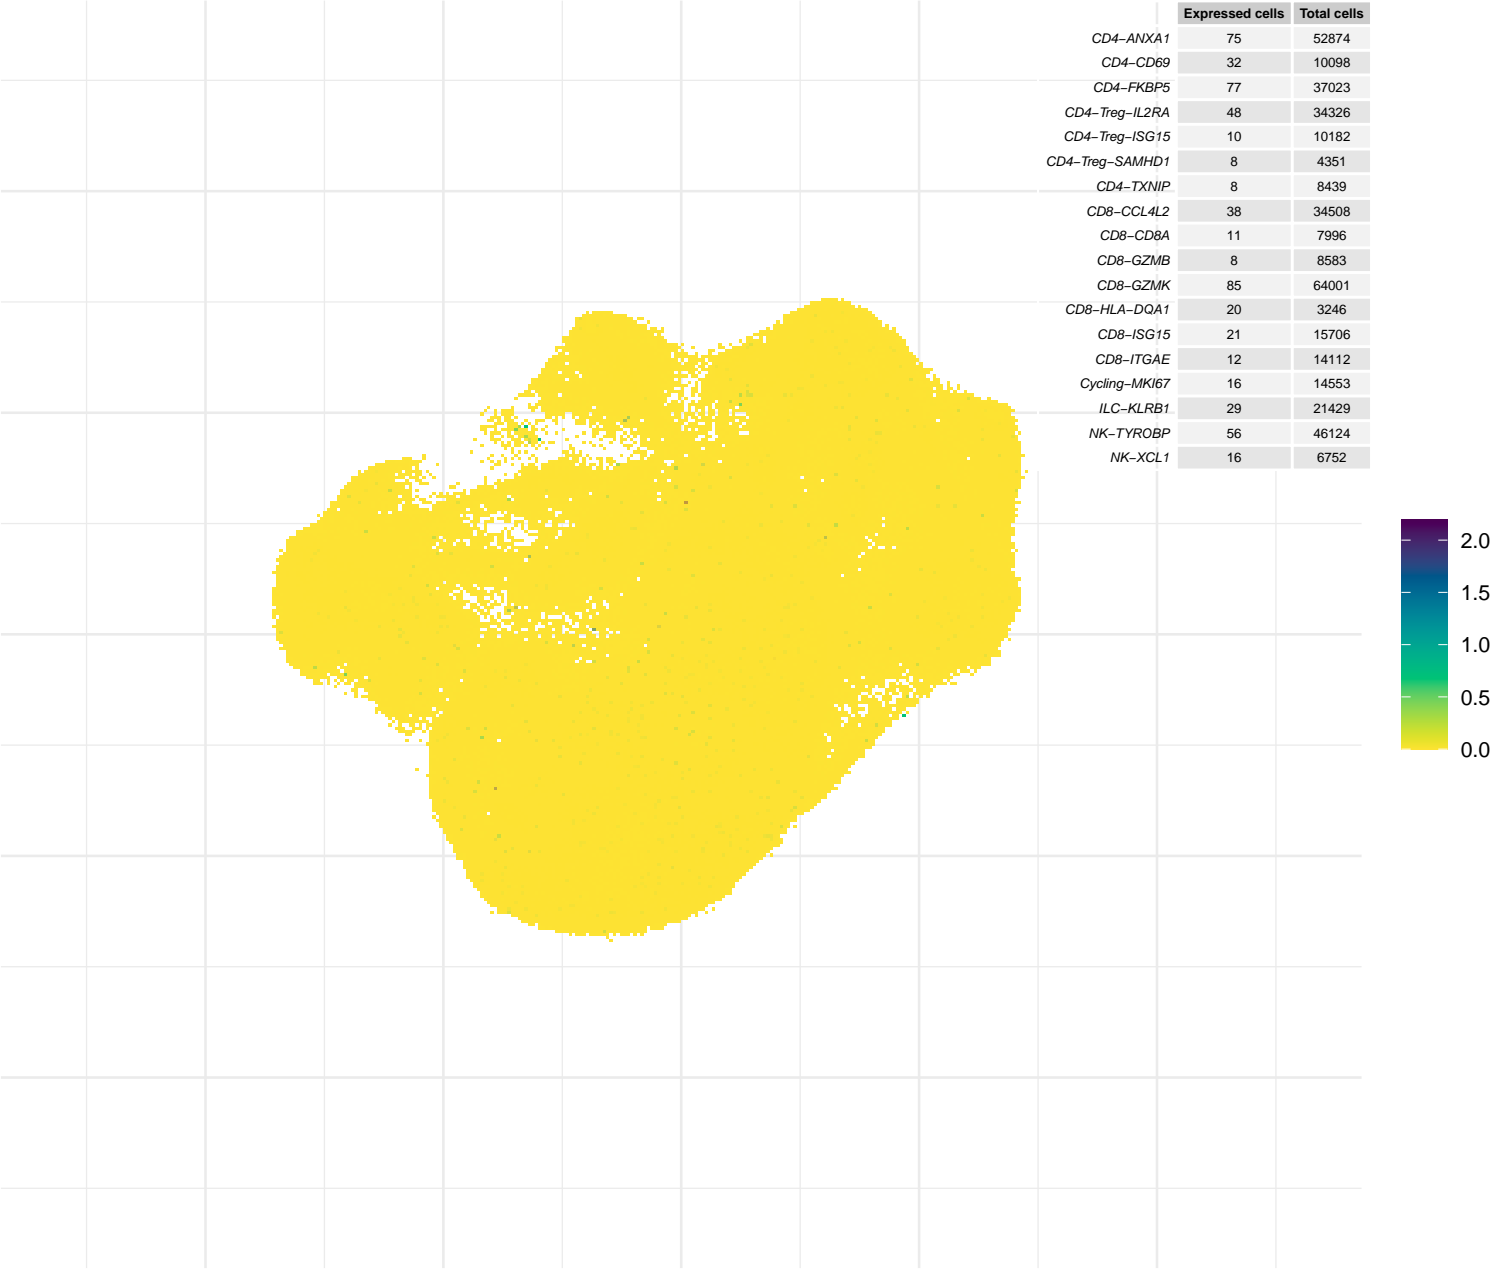 Expressed cells Total cells
CD4−ANXA1 75 52874
CD4−CD69 32 10098
CD4−FKBP5 77 37023
CD4−Treg−IL2RA 48 34326
CD4−Treg−ISG15 10 10182
CD4−Treg−SAMHD1 8 4351
CD4−TXNIP 8 8439
CD8−CCL4L2 38 34508
CD8−CD8A 11 7996
CD8−GZMB 8 8583
CD8−GZMK 85 64001
CD8−HLA−DQA1 20 3246
CD8−ISG15 21 15706
CD8−ITGAE 12 14112
Cycling−MKI67 16 14553
ILC−KLRB1 29 21429
NK−TYROBP 56 46124
NK−XCL1 16 6752
2.0
1.5
1.0
0.5
0.0